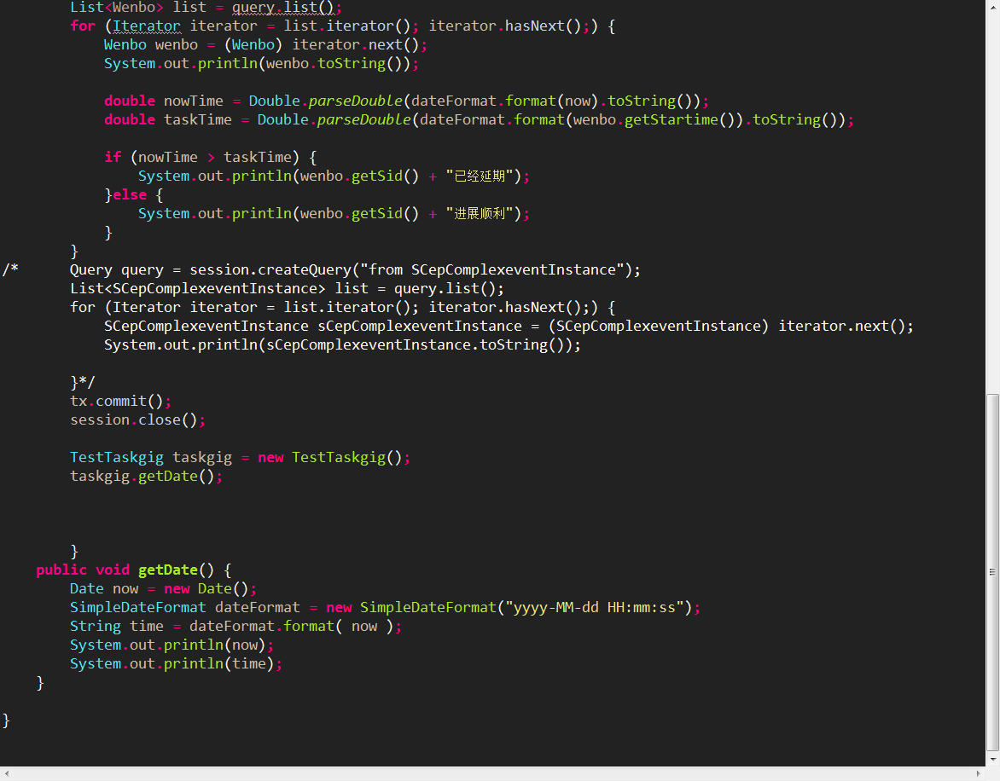 List<Wenbo> list = query.list();
for (Iterator iterator = list.iterator(); iterator.hasNext();) {
Wenbo wenbo = (Wenbo) iterator.next();
System.out.println(wenbo.toString());
double nowTime = Double.parseDouble(dateFormat.format(now).toString());
double taskTime = Double.parseDouble(dateFormat.format(wenbo.getStartime()).toString());
if (nowTime > taskTime) {
System.out.println(wenbo.getSid() + "已经延期");
}else {
System.out.println(wenbo.getSid() + "进展顺利");
}
}
/* Query query = session.createQuery("from SCepComplexeventInstance");
List<SCepComplexeventInstance> list = query.list();
for (Iterator iterator = list.iterator(); iterator.hasNext();) {
SCepComplexeventInstance sCepComplexeventInstance = (SCepComplexeventInstance) iterator.next();
System.out.println(sCepComplexeventInstance.toString());
}*/
tx.commit();
session.close();
TestTaskgig taskgig = new TestTaskgig();
taskgig.getDate();
}
public void getDate() {
Date now = new Date();
SimpleDateFormat dateFormat = new SimpleDateFormat("yyyy-MM-dd HH:mm:ss");
String time = dateFormat.format( now );
System.out.println(now);
System.out.println(time);
}
}